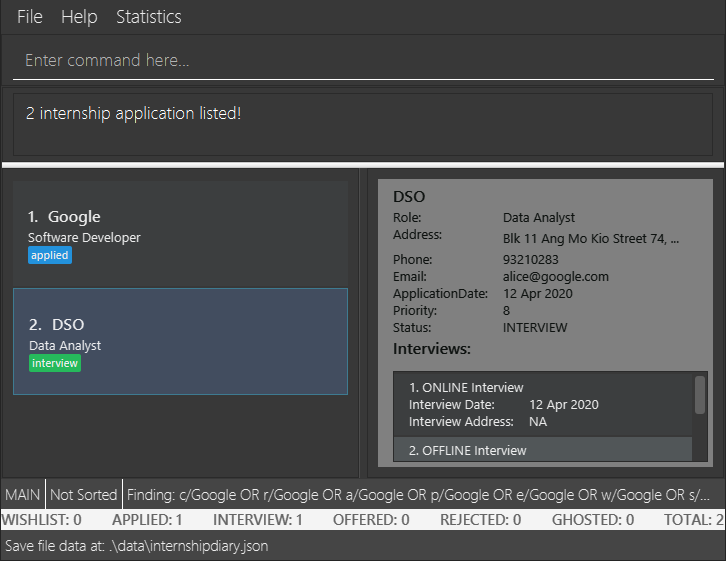 File Help Statistics
Enter command here...
2 internship application listed!
1. Google
Software Developer
applied
2. DSO
Data Analyst
interview
DSO
Role: Data Analyst
Address: Blk 11 Ang Mo Kio Street 74, ...
Phone: 93210283
Email: alice@google.com
ApplicationDate: 12 Apr 2020
Priority: 8
Status: INTERVIEW
Interviews:
1. ONLINE Interview
Interview Date: 12 Apr 2020
Interview Address: NA
2. OFFLINE Interview
MAIN Not Sorted Finding: c/Google OR r/Google OR a/Google OR p/Google OR e/Google OR w/Google OR s/...
WISHLIST: 0 APPLIED: 1 INTERVIEW: 1 OFFERED: 0 REJECTED: 0 GHOSTED: 0 TOTAL: 2
Save file data at: .\data\internshipdiary.json